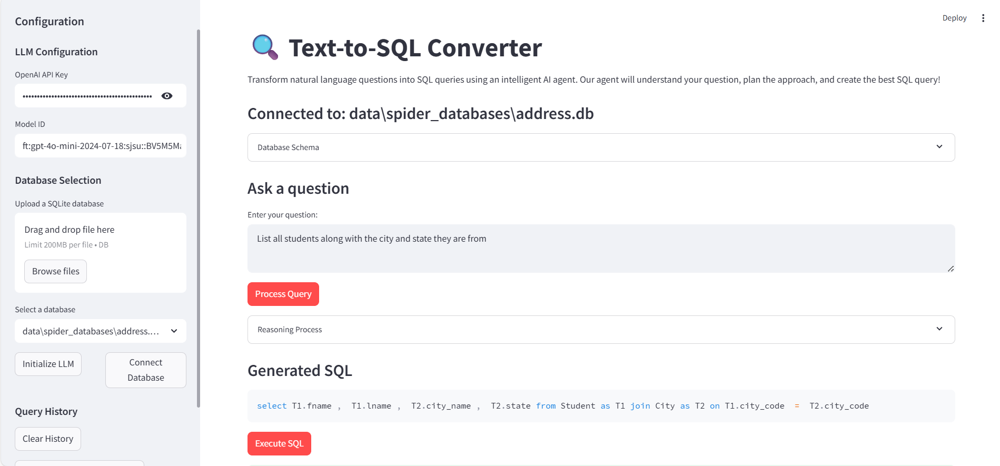 Configuration
LLM Configuration
OpenAI API Key
••••••••••••••••••••••••••••••••••••••••••••••
Model ID
ft:gpt-4o-mini-2024-07-18:sjsu::BV5M5Ma
Database Selection
Upload a SQLite database
Drag and drop file here
Limit 200MB per file • DB
Browse files
Select a database
data\spider_databases\address....
Initialize LLM
Connect
Database
Query History
Clear History
Deploy
Text-to-SQL Converter
Transform natural language questions into SQL queries using an intelligent AI agent. Our agent will understand your question, plan the approach, and create the best SQL query!
Connected to: data\spider_databases\address.db
Database Schema
Ask a question
Enter your question:
List all students along with the city and state they are from
Process Query
Reasoning Process
Generated SQL
select T1.fname , T1.lname , T2.city_name , T2.state from Student as T1 join City as T2 on T1.city_code = T2.city_code
Execute SQL